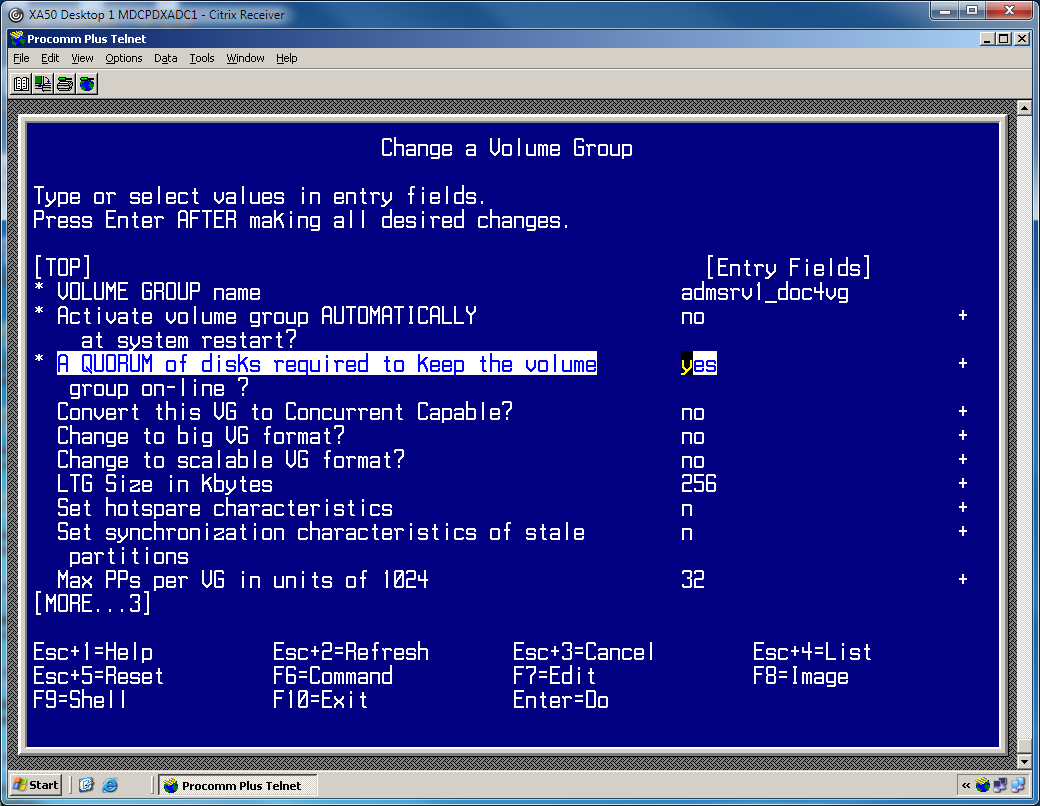 XA50 Desktop 1 MDCPDXADC1 - Citrix Receiver
Procomm Plus Telnet
File Edit View Options Data Tools Window Help
Change a Volume Group
Type or select values in entry fields.
Press Enter AFTER making all desired changes.
[TOP] [Entry Fields]
* VOLUME GROUP name admsrv1_doc4vg
* Activate volume group AUTOMATICALLY no +
at system restart?
* A QUORUM of disks required to keep the volume yes +
group on-line ?
Convert this VG to Concurrent Capable? no +
Change to big VG format? no +
Change to scalable VG format? no +
LTG Size in Kbytes 256 +
Set hotspare characteristics n +
Set synchronization characteristics of stale n +
partitions
Max PPs per VG in units of 1024 32 +
[MORE...3]
Esc+1=Help Esc+2=Refresh Esc+3=Cancel Esc+4=List
Esc+5=Reset F6=Command F7=Edit F8=Image
F9=Shell F10=Exit Enter=Do
Start Procomm Plus Telnet «